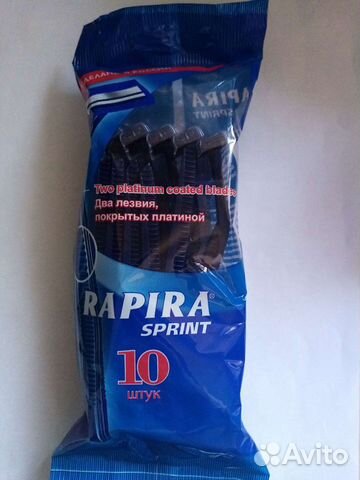 RAPIRA
SPRINT
Two platinum coated blades
Два лезвия,
покрытых платиной
RAPIRA®
SPRINT
10
штук
Avito